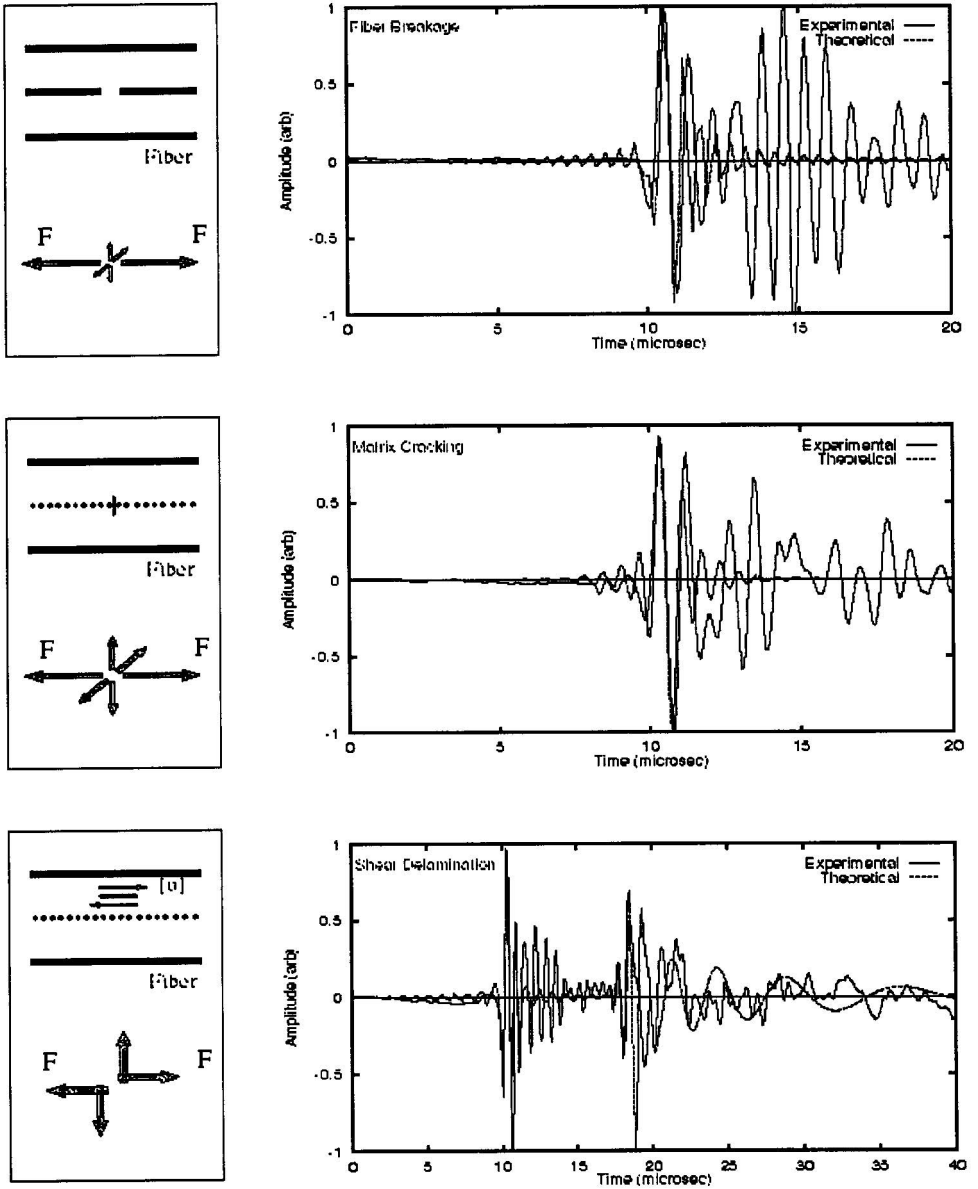 Fiber
F F
Fiber Breakage
Experimental
Theoretical
Amplitude (arb)
1
0.5
0
-0.5
-1
0 5 10 15 20
Time (microsec)
Fiber
F F
Matrix Cracking
Experimental
Theoretical
Amplitude (arb)
1
0.5
0
-0.5
-1
0 5 10 15 20
Time (microsec)
[u]
Fiber
F F
Shear Delamination
Experimental
Theoretical
Amplitude (arb)
1
0.5
0
-0.5
-1
0 5 10 15 20 25 30 35 40
Time (microsec)